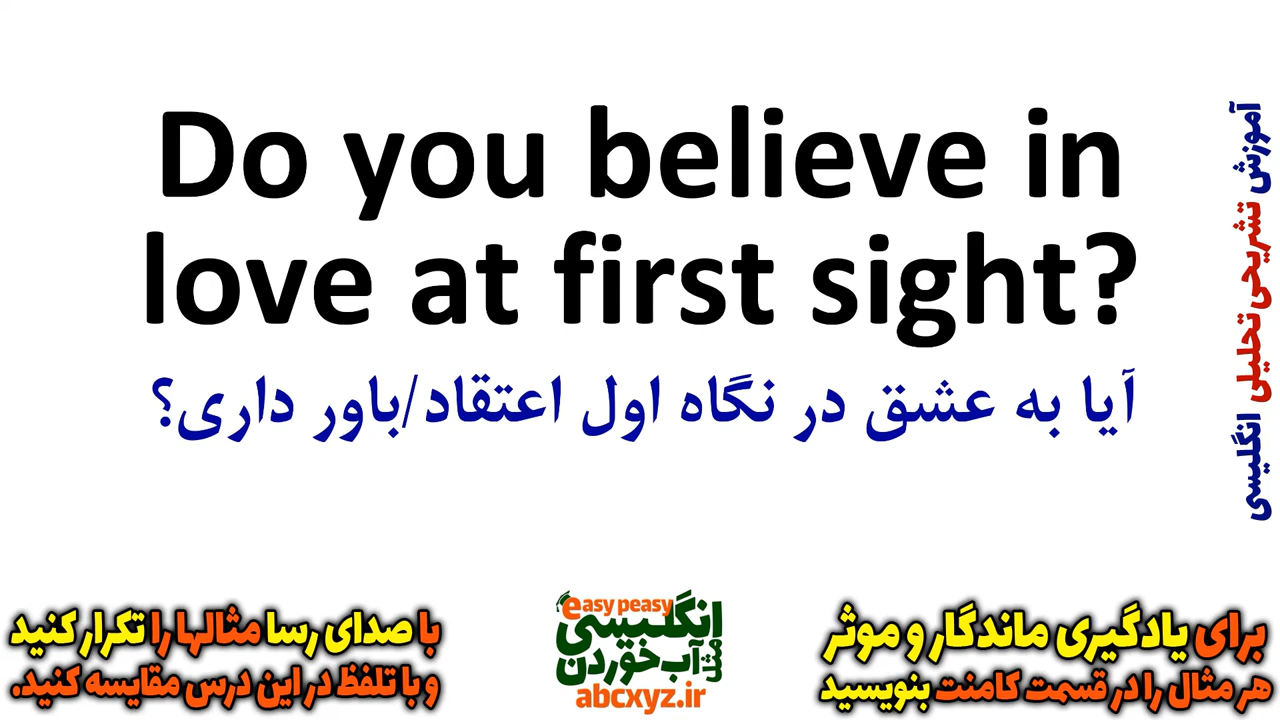 Do you believe in
love at first sight?
آیا به عشق در نگاه اول اعتقاد/باور داری؟
آموزش تشریحی تحلیلی انگلیسی
برای یادگیری ماندگار و موثر
هر مثال را در قسمت کامنت بنویسید
easy peasy
انگلیسی
مثل آب خوردن
abcxyz.ir
با صدای رسا مثالها را تکرار کنید
و با تلفظ در این درس مقایسه کنید.